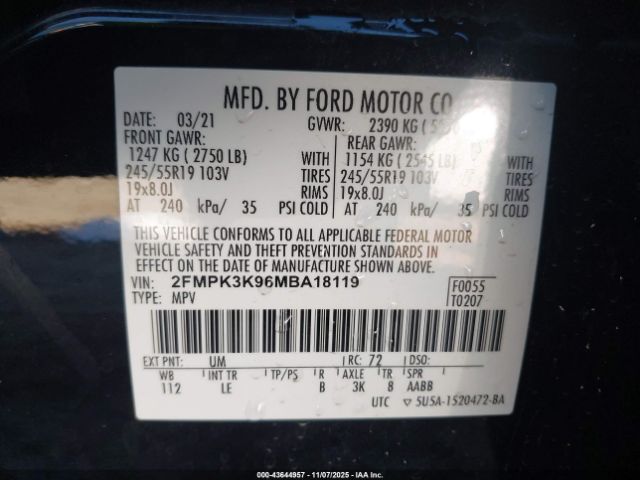 MFD. BY FORD MOTOR CO
DATE: 03/21 GVWR: 2390 KG
FRONT GAWR: REAR GAWR:
1247 KG ( 2750 LB) WITH 1154 KG ( 2545 LB) WITH
245/55R19 103V TIRES 245/55R19 103V TIRES
19x8.0J RIMS 19x8.0J RIMS
AT 240 kPa/ 35 PSI COLD AT 240 kPa/ 35 PSI COLD
THIS VEHICLE CONFORMS TO ALL APPLICABLE FEDERAL MOTOR
VEHICLE SAFETY AND THEFT PREVENTION STANDARDS IN
EFFECT ON THE DATE OF MANUFACTURE SHOWN ABOVE.
VIN: 2FMPK3K96MBA18119 F0055
TYPE: MPV T0207
EXT PNT: UM RC: 72 DSO:
WB INT TR TP/PS R AXLE TR SPR
112 LE B 3K 8 AABB
UTC 5U5A-1520472-BA
000-43644957 - 11/07/2025 - IAA, Inc.